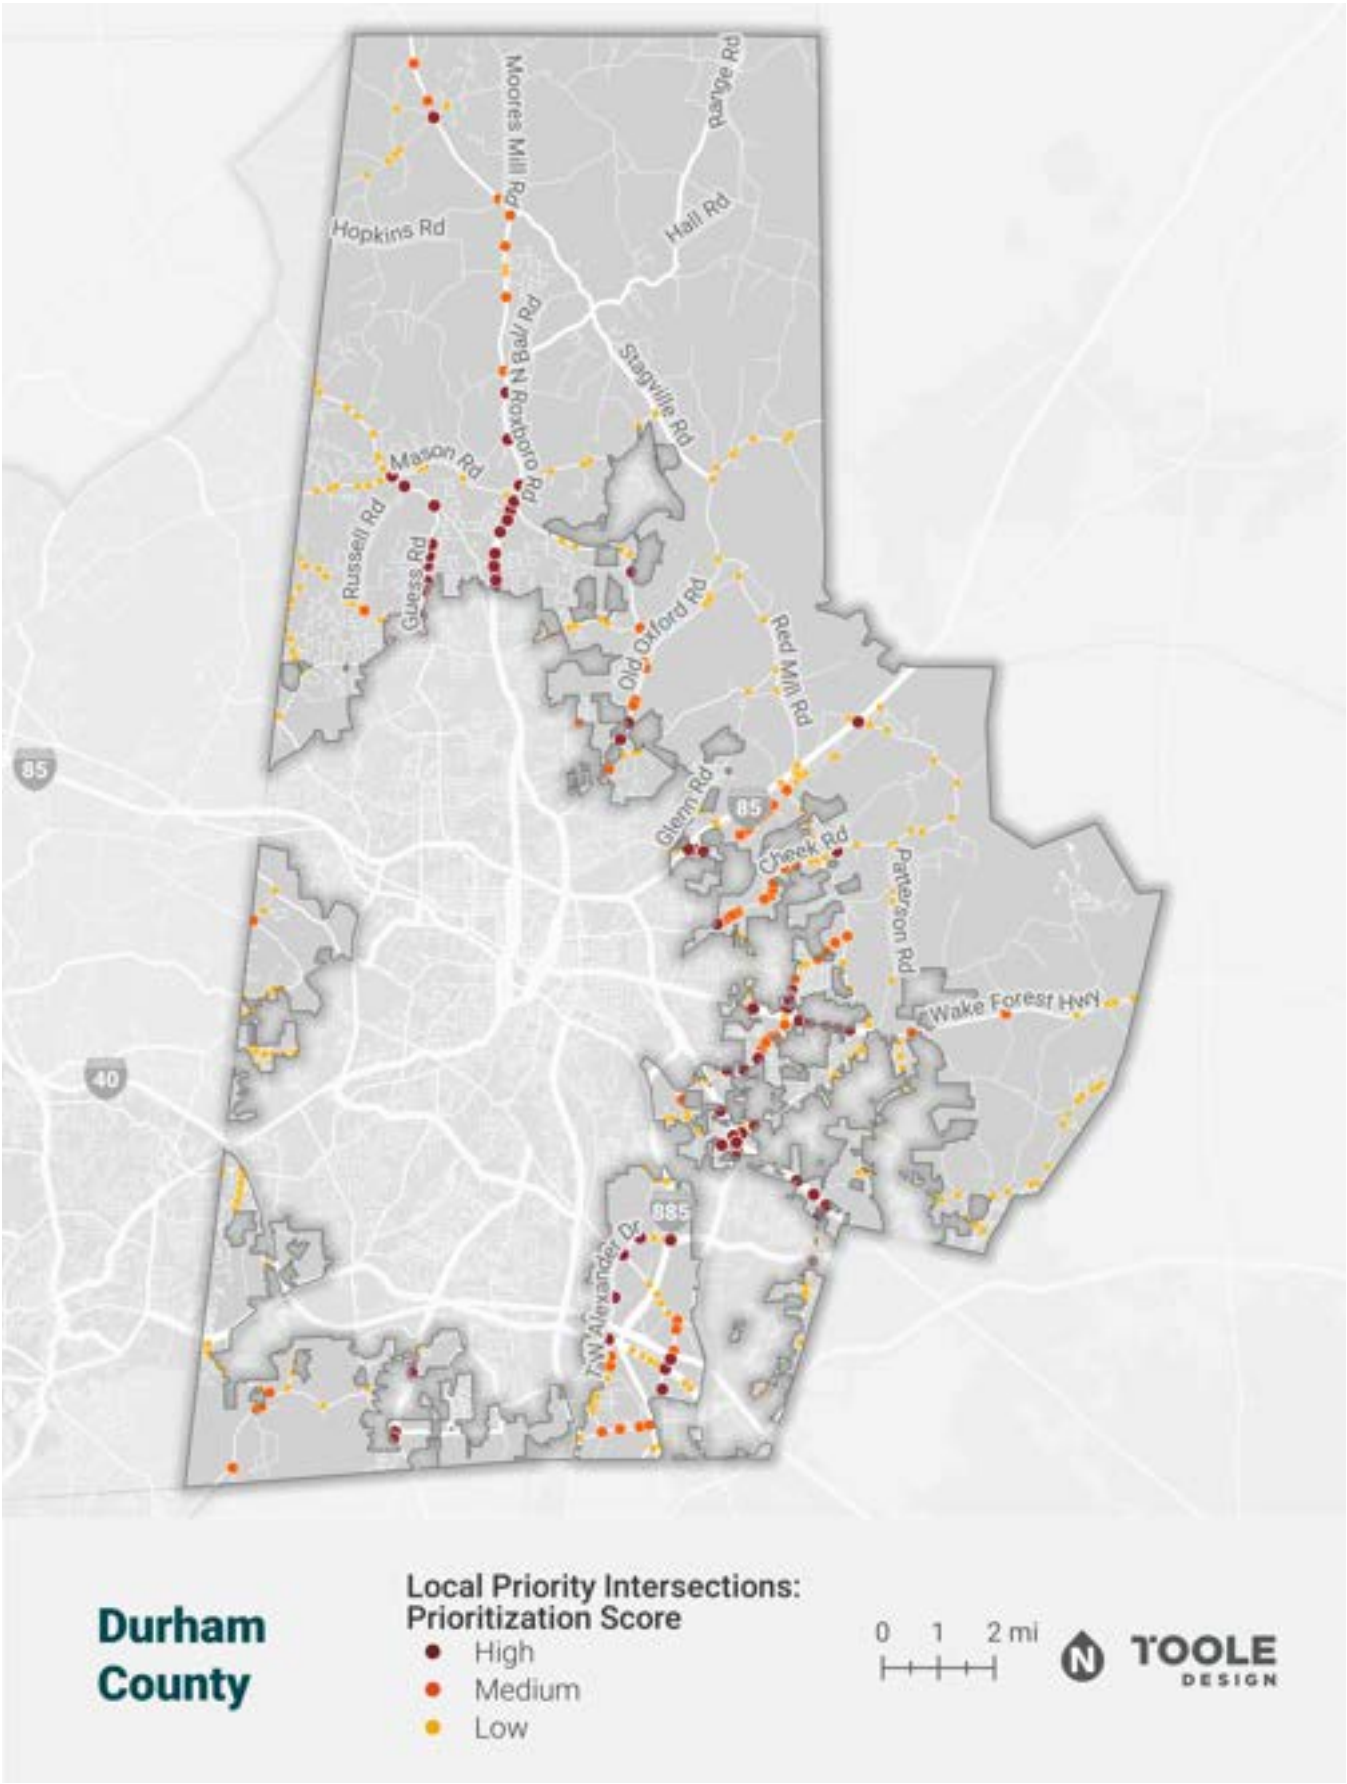 Moores Mill Rd
Range Rd
Hopkins Rd
Hall Rd
N Roxboro Rd
Ball Rd
Stagville Rd
Mason Rd
Russell Rd
Guess Rd
Old Oxford Rd
Red Mill Rd
85
Glenn Rd
85
Cheek Rd
Patterson Rd
Wake Forest Hwy
40
885
W Alexander Dr
Durham
County
Local Priority Intersections:
Prioritization Score
High
Medium
Low
0 1 2 mi
N
TOOLE
DESIGN